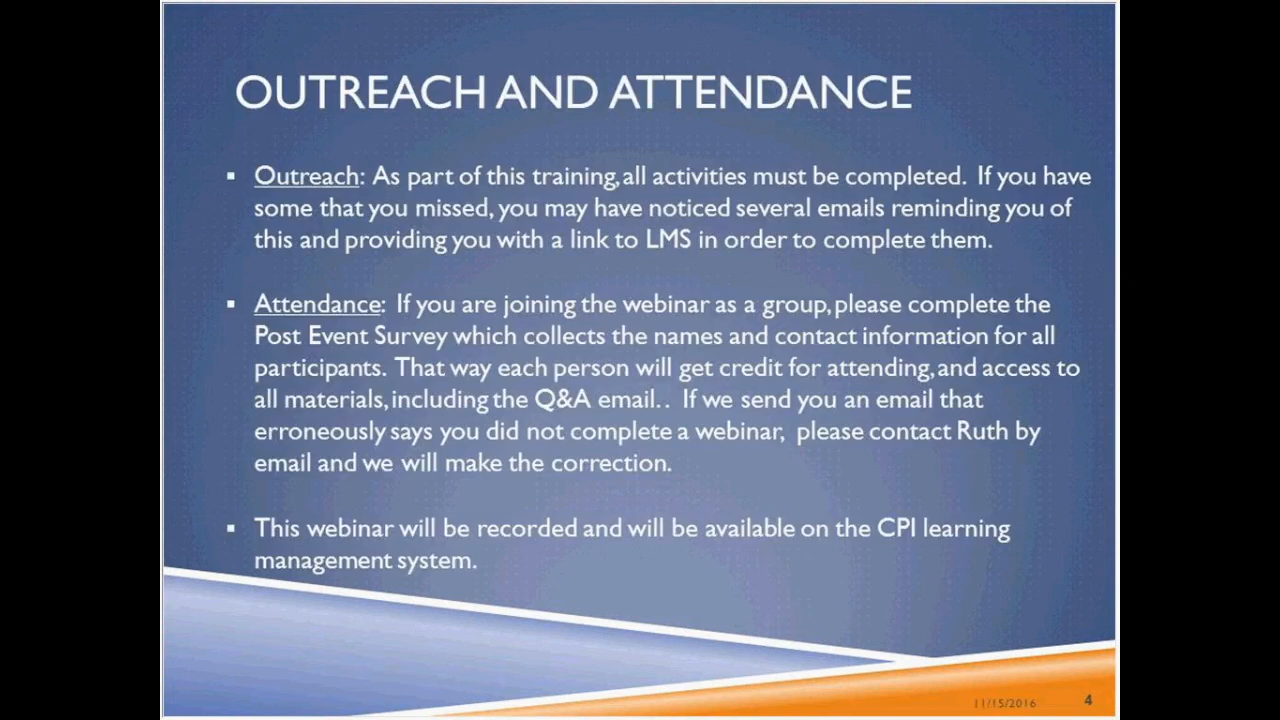 OUTREACH AND ATTENDANCE
▪ Outreach: As part of this training, all activities must be completed. If you have
some that you missed, you may have noticed several emails reminding you of
this and providing you with a link to LMS in order to complete them.
▪ Attendance: If you are joining the webinar as a group, please complete the
Post Event Survey which collects the names and contact information for all
participants. That way each person will get credit for attending, and access to
all materials, including the Q&A email. . If we send you an email that
erroneously says you did not complete a webinar, please contact Ruth by
email and we will make the correction.
▪ This webinar will be recorded and will be available on the CPI learning
management system.
11/15/2016 4